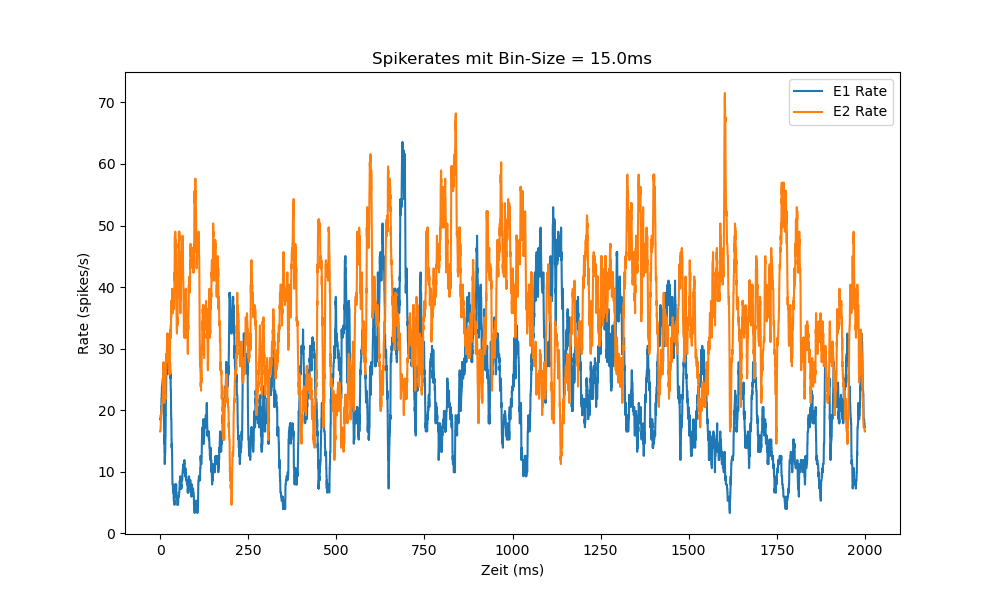 Spikerates mit Bin-Size = 15.0ms
E1 Rate
E2 Rate
Rate (spikes/s)
70
60
50
40
30
20
10
0
0 250 500 750 1000 1250 1500 1750 2000
Zeit (ms)